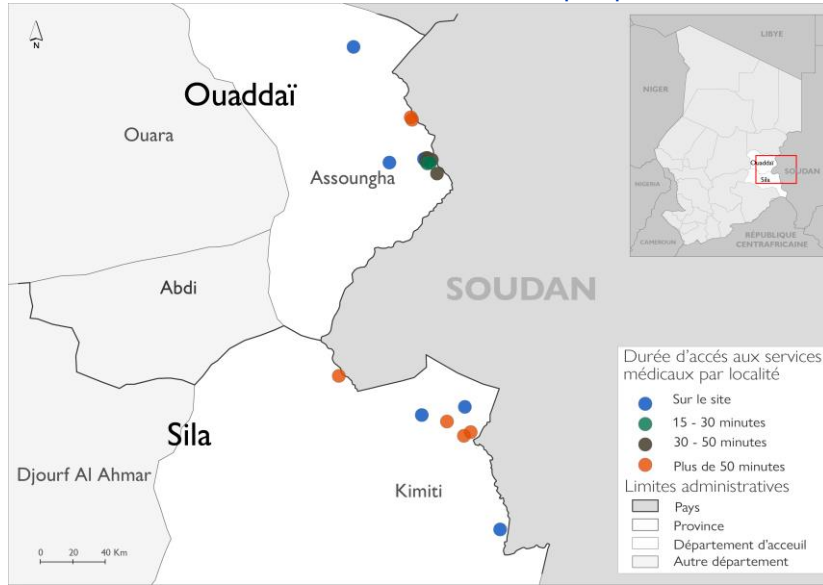 N
Ouaddaï
Ouara
Assoungha
Abdi
SOUDAN
Sila
Djourf Al Ahmar
Kimiti
0 20 40 Km
LIBYE
NIGER
Ouaddaï
SOUDAN
Sila
NIGERIA
RÉPUBLIQUE
CENTRAFRICAINE
CAMEROUN
Durée d'accés aux services
médicaux par localité
Sur le site
15 - 30 minutes
30 - 50 minutes
Plus de 50 minutes
Limites administratives
Pays
Province
Département d'acceuil
Autre département